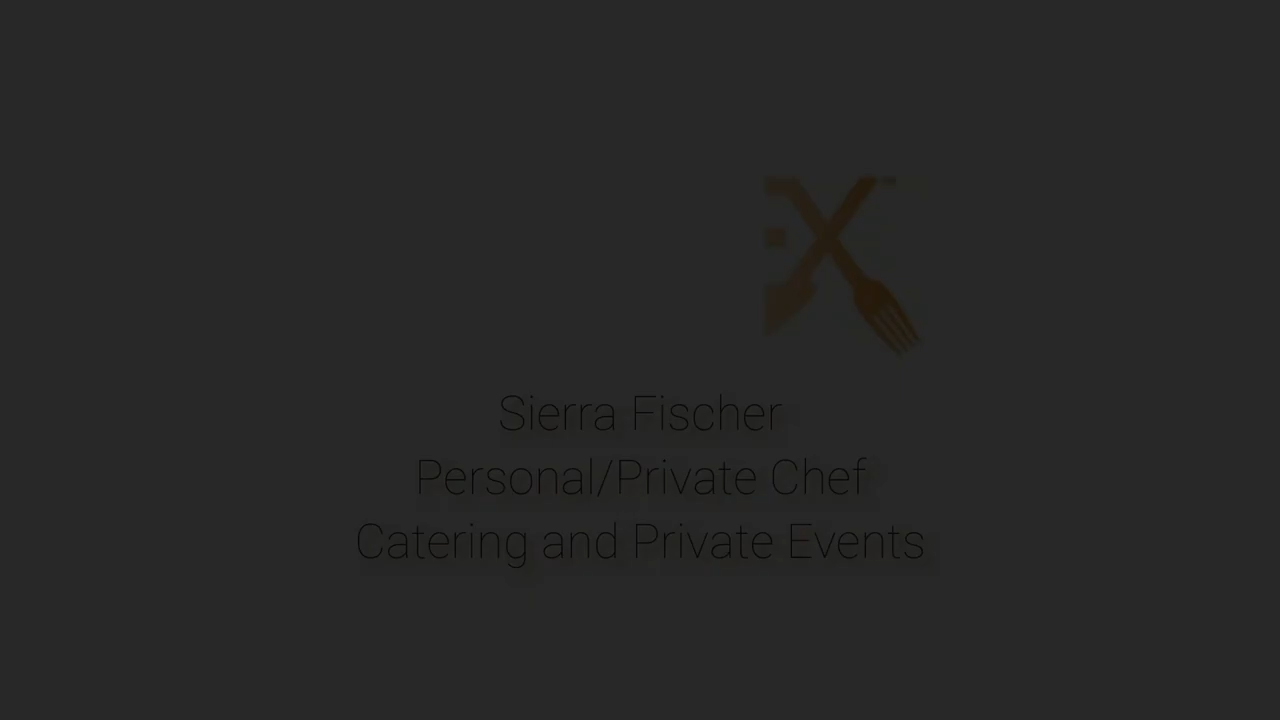 Sierra Fischer
Personal/Private Chef
Catering and Private Events